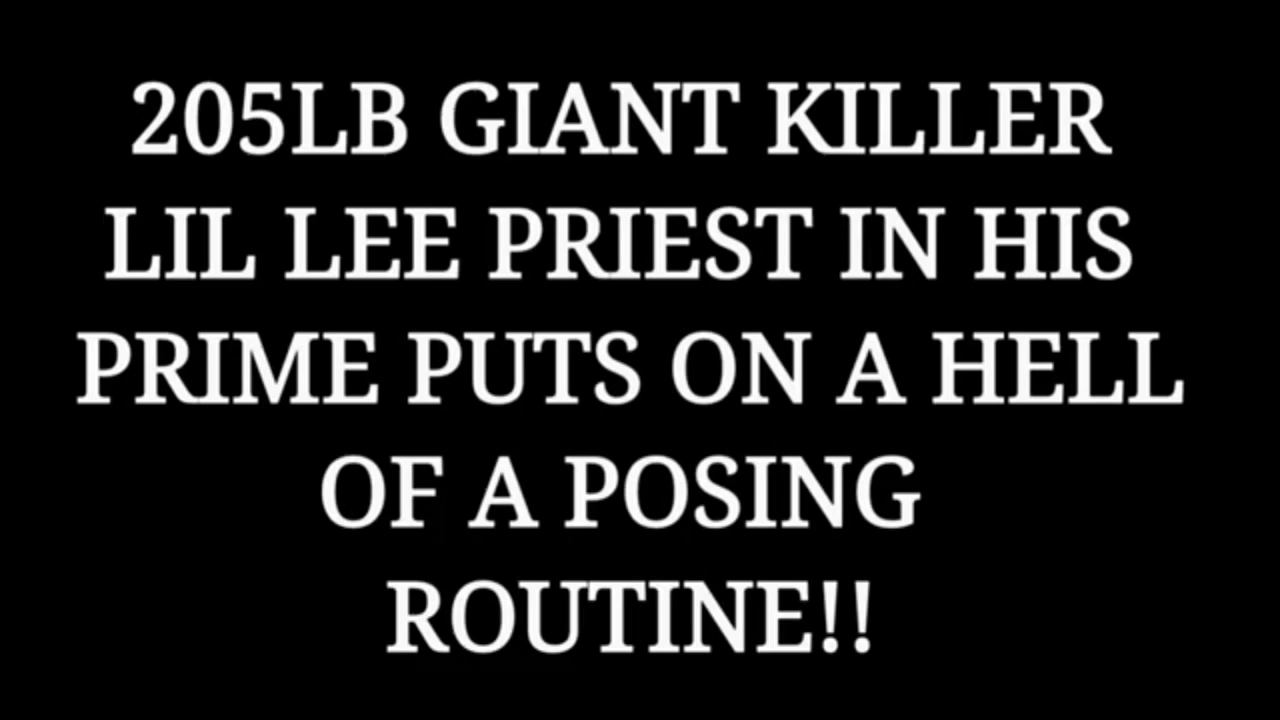 205LB GIANT KILLER
LIL LEE PRIEST IN HIS
PRIME PUTS ON A HELL
OF A POSING
ROUTINE!!